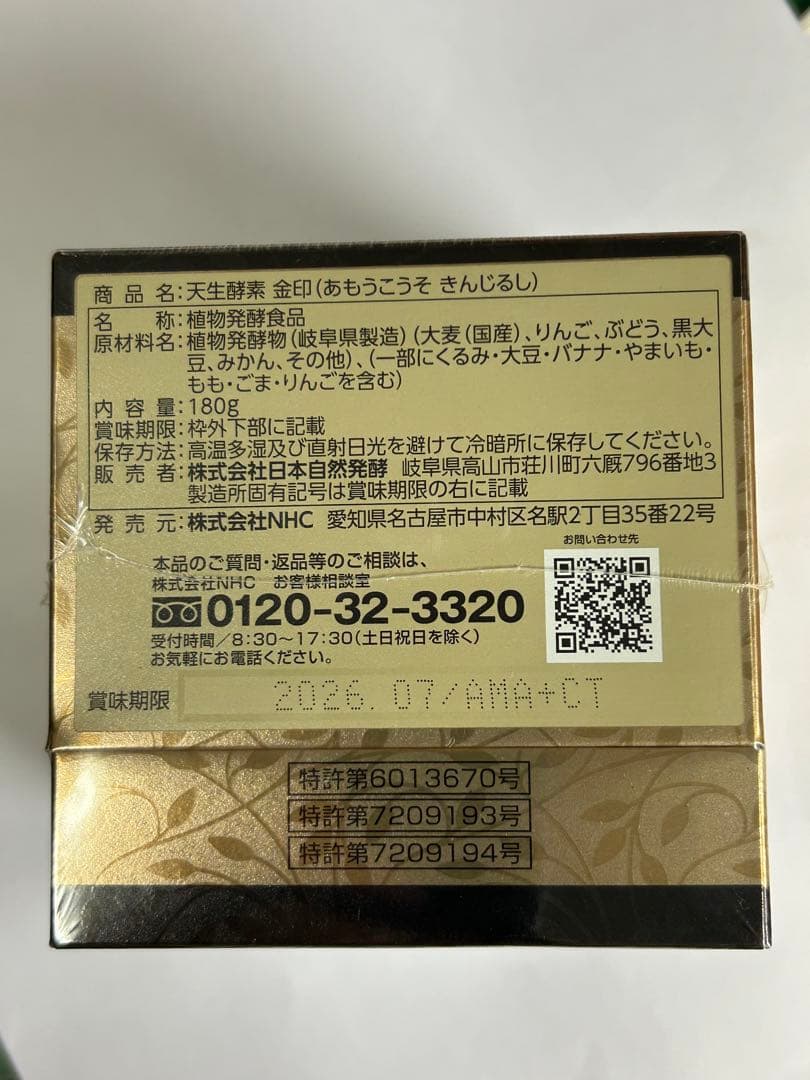 商品名:天生酵素 金印(あもうこうそ きんじるし)
名称:植物発酵食品
原材料名:植物発酵物(岐阜県製造)(大麦(国産)、りんご、ぶどう、黒大
豆、みかん、その他)、(一部にくるみ・大豆・バナナ・やまいも・
もも・ごま・りんごを含む)
内容量:180g
賞味期限:枠外下部に記載
保存方法:高温多湿及び直射日光を避けて冷暗所に保存してください。
販売者:株式会社日本自然発酵 岐阜県高山市荘川町六厩796番地3
製造所固有記号は賞味期限の右に記載
発売元:株式会社NHC 愛知県名古屋市中村区名駅2丁目35番22号
お問い合わせ先
本品のご質問・返品等のご相談は、
株式会社NHC お客様相談室
0120-32-3320
受付時間/8:30〜17:30(土日祝日を除く)
お気軽にお電話ください。
賞味期限 2026.07/AMA+CT
特許第6013670号
特許第7209193号
特許第7209194号